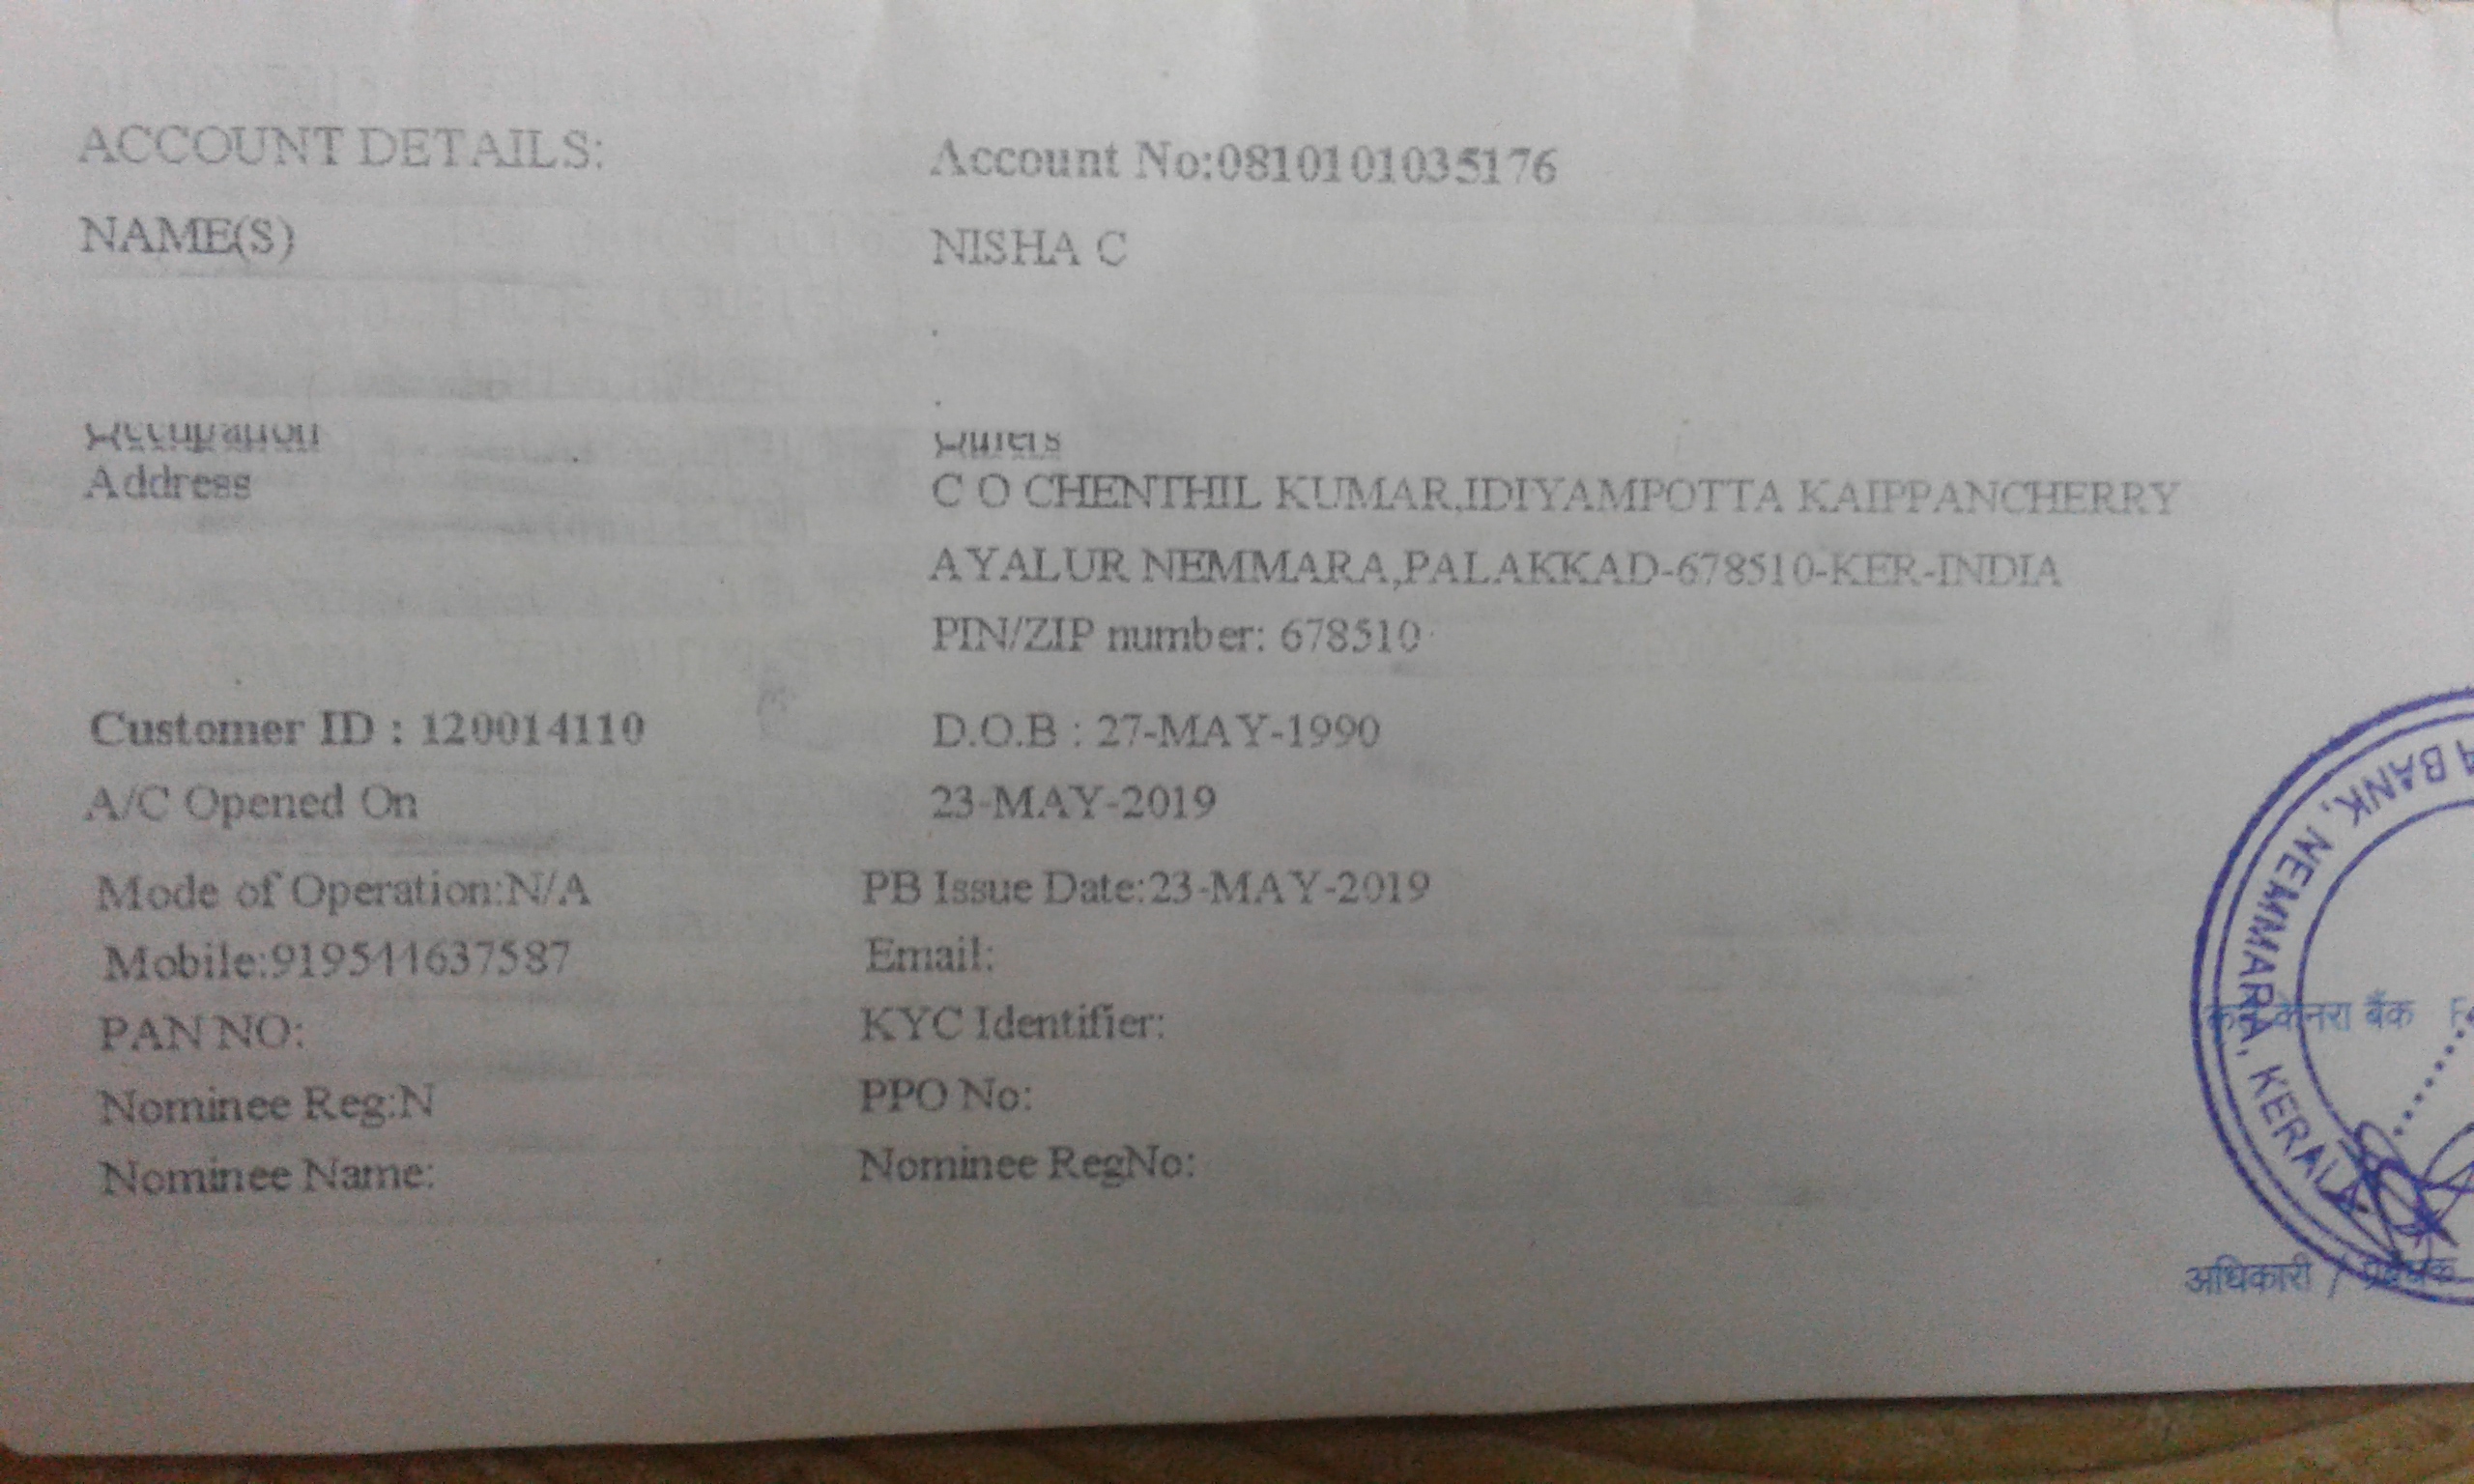 ACCOUNT DETAILS: Account No:0810101035176
NAME(S) NISHA C
.
.
Occupation Others
Address C O CHENTHIL KUMAR,IDIYAMPOTTA KAIPPANCHERRY
AYALUR NEMMARA,PALAKKAD-678510-KER-INDIA
PIN/ZIP number: 678510
Customer ID : 120014110 D.O.B : 27-MAY-1990
A/C Opened On 23-MAY-2019
Mode of Operation:N/A PB Issue Date:23-MAY-2019
Mobile:919544637587 Email:
PAN NO: KYC Identifier:
Nominee Reg:N PPO No:
Nominee Name: Nominee RegNo:
BANK, NEMMARA, KERALA
केनरा बैंक
अधिकारी / प्रबंधक